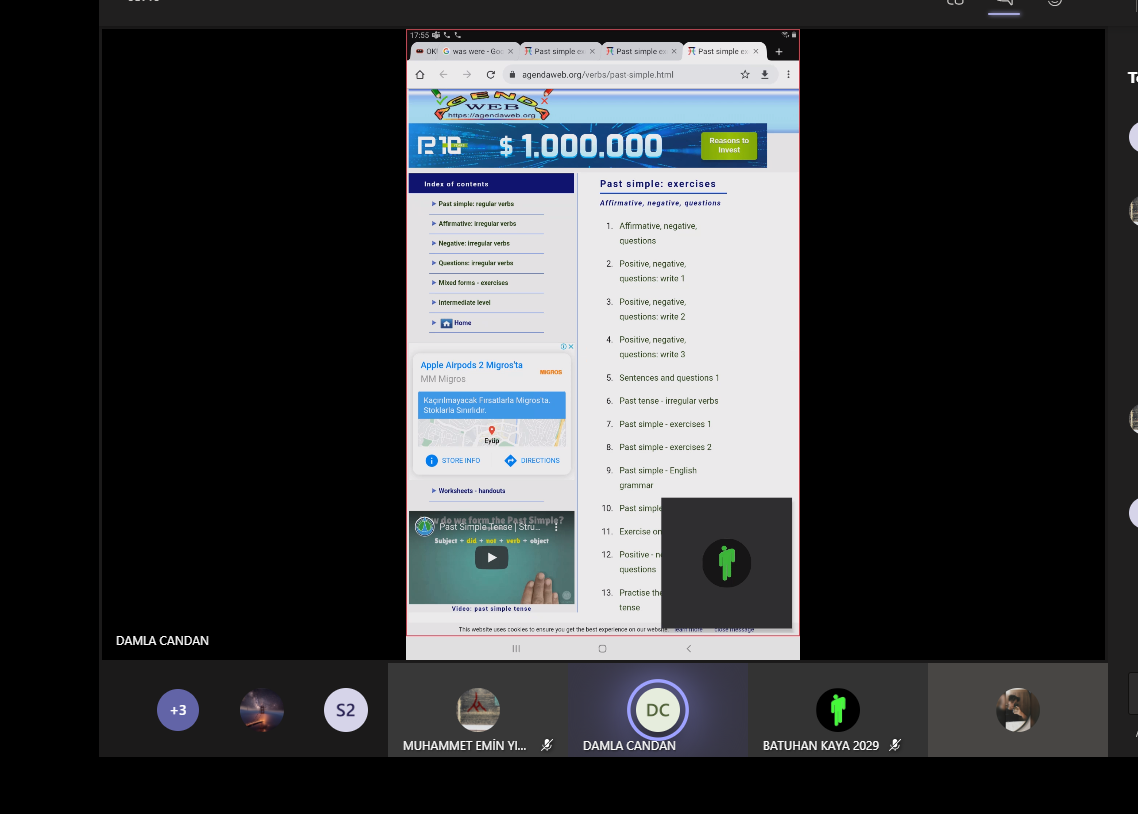 17:55
OK!
was were - Goo
Past simple ex
Past simple ex
Past simple ex
agendaweb.org/verbs/past-simple.html
AGENDA
WEB
https://agendaweb.org
$ 1.000.000
Reasons to
Invest
Index of contents
Past simple: regular verbs
Affirmative: irregular verbs
Negative: irregular verbs
Questions: irregular verbs
Mixed forms - exercises
Intermediate level
Home
Apple Airpods 2 Migros'ta
MM Migros
MIGROS
Kaçırılmayacak Fırsatlarla Migros'ta.
Stoklarla Sınırlıdır.
Eyüp
STORE INFO
DIRECTIONS
Worksheets - handouts
do we form the Past Simple?
Past Simple Tense | Stru...
Subject + did + not + verb + object
Video: past simple tense
Past simple: exercises
Affirmative, negative, questions
1. Affirmative, negative,
questions
2. Positive, negative,
questions: write 1
3. Positive, negative,
questions: write 2
4. Positive, negative,
questions: write 3
5. Sentences and questions 1
6. Past tense - irregular verbs
7. Past simple - exercises 1
8. Past simple - exercises 2
9. Past simple - English
grammar
10. Past simple
11. Exercise on
12. Positive - ne
questions
13. Practise the
tense
This website uses cookies to ensure you get the best experience on our website. learn more close message
DAMLA CANDAN
+3
S2
MUHAMMET EMİN YI...
DC
DAMLA CANDAN
BATUHAN KAYA 2029